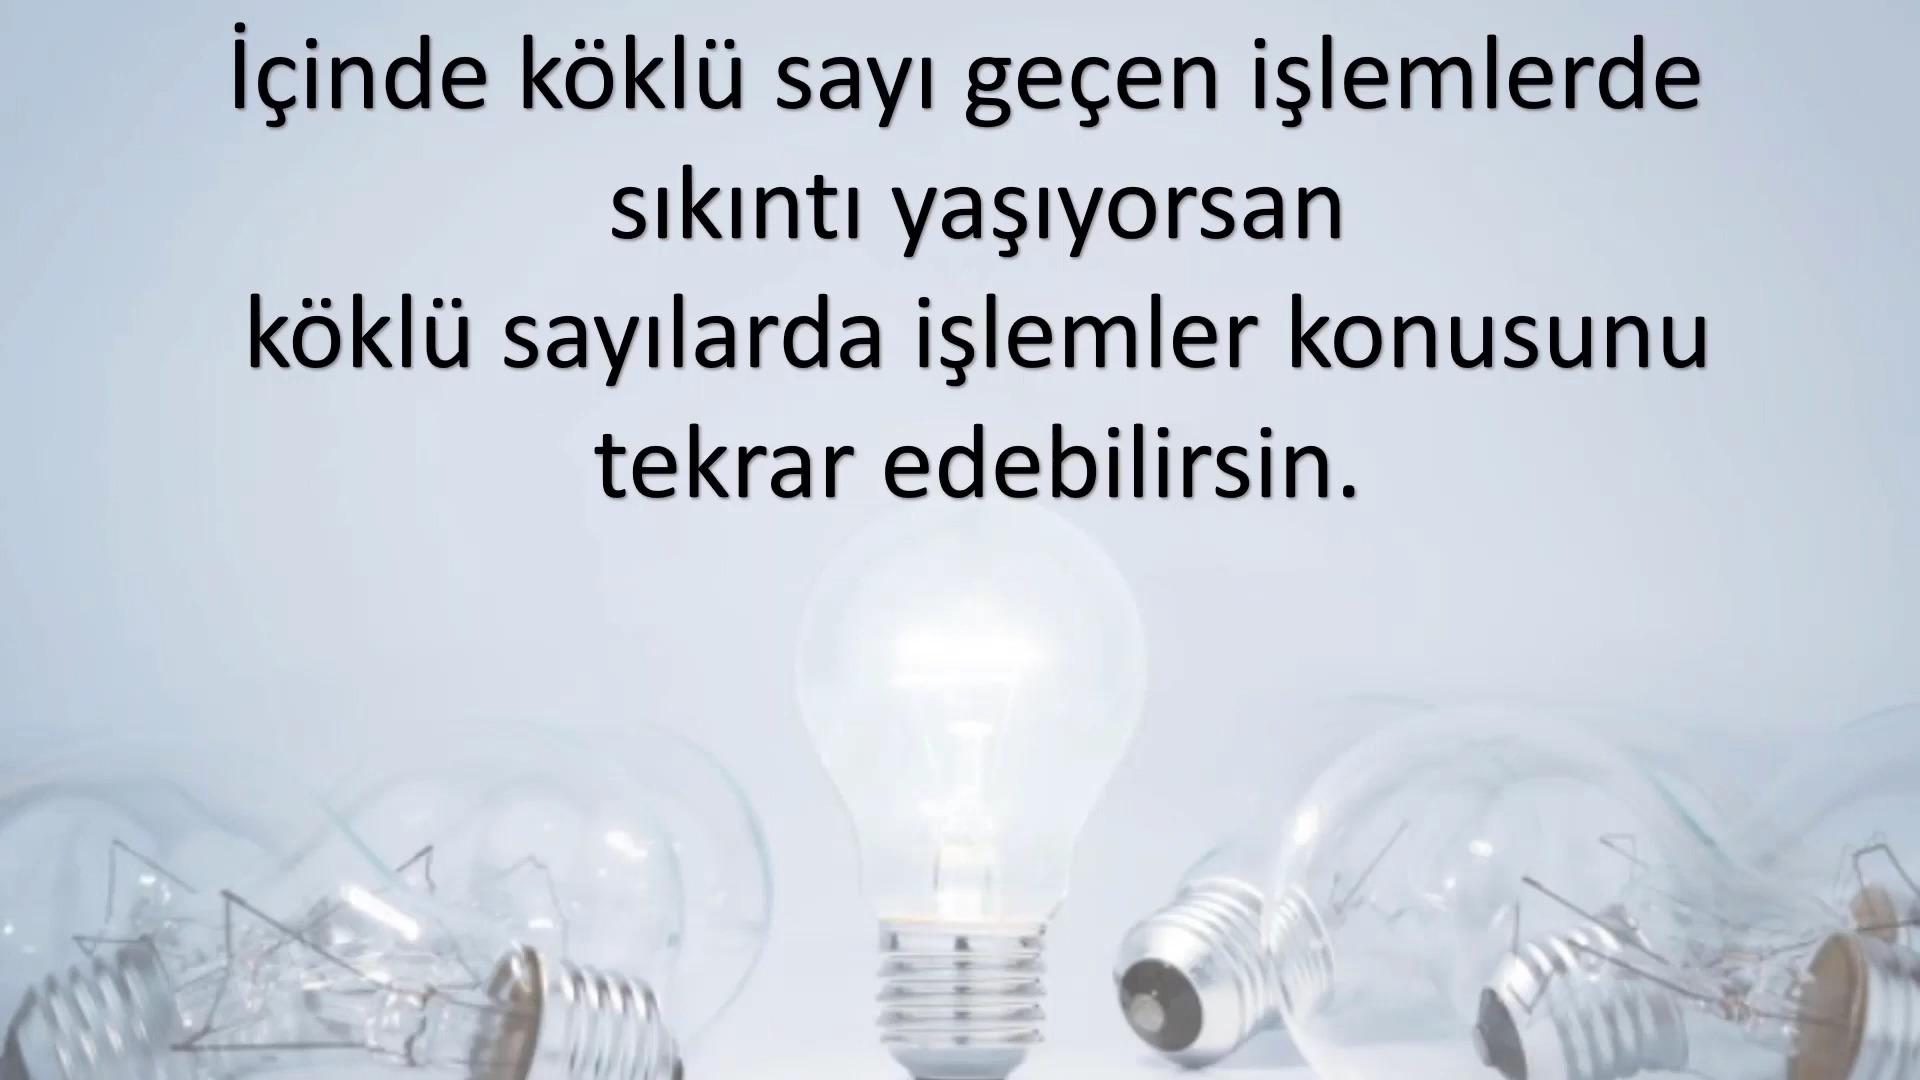 İçinde köklü sayı geçen işlemlerde
sıkıntı yaşıyorsan
köklü sayılarda işlemler konusunu
tekrar edebilirsin.